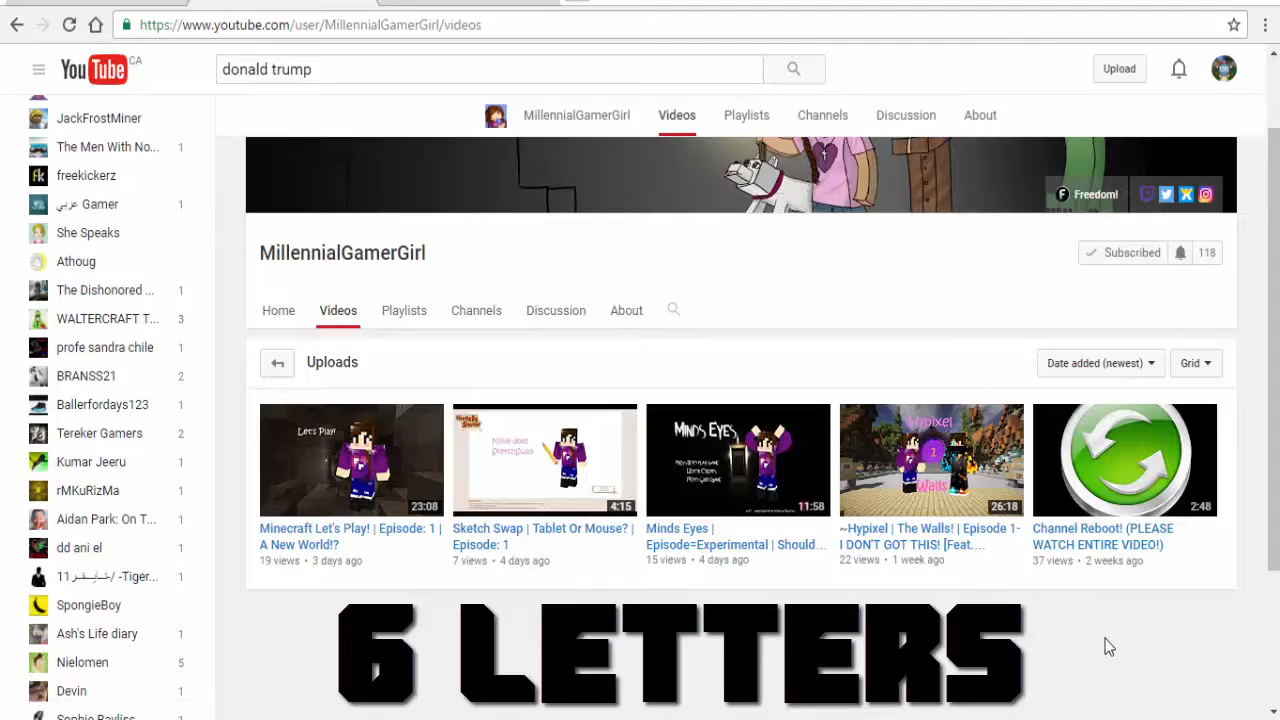 https://www.youtube.com/user/MillennialGamerGirl/videos
YouTube CA
donald trump
Upload
MillennialGamerGirl Videos Playlists Channels Discussion About
JackFrostMiner
The Men With No... 1
freekickerz
عربي Gamer 1
She Speaks
Athoug
The Dishonored ... 1
WALTERCRAFT T... 3
profe sandra chile 1
BRANSS21 2
Ballerfordays123 1
Tereker Gamers 2
Kumar Jeeru 1
rMKuRizMa 1
Aidan Park: On T... 1
dd ani el 1
-Tiger... 1
SpongieBoy
Ash's Life diary 1
Nielomen 5
Devin 1
Sophie Bayliss
Freedom!
MillennialGamerGirl
Subscribed 118
Home Videos Playlists Channels Discussion About
Uploads
Date added (newest) Grid
Let's Play!
23:08
Millie does
SketchSwap
4:15
MINDS EYES
11:58
Hypixel
1
Walls
26:18
2:48
Minecraft Let's Play! | Episode: 1 |
A New World!?
19 views • 3 days ago
Sketch Swap | Tablet Or Mouse? |
Episode: 1
7 views • 4 days ago
Minds Eyes |
Episode=Experimental | Should...
15 views • 4 days ago
~Hypixel | The Walls! | Episode 1-
I DON'T GOT THIS! [Feat....
22 views • 1 week ago
Channel Reboot! (PLEASE
WATCH ENTIRE VIDEO!)
37 views • 2 weeks ago
6 LETTERS